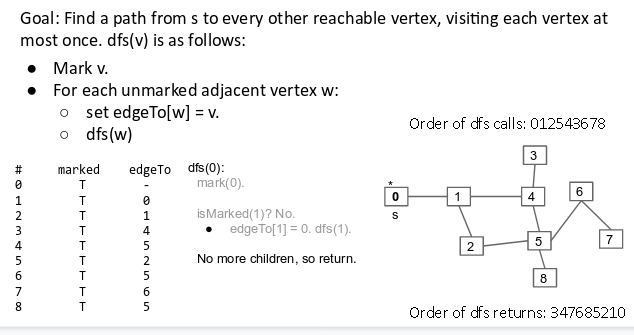 Goal: Find a path from s to every other reachable vertex, visiting each vertex at
most once. dfs(v) is as follows:
● Mark v.
● For each unmarked adjacent vertex w:
○ set edgeTo[w] = v.
○ dfs(w)
Order of dfs calls: 012543678
# marked edgeTo
0 T -
1 T 0
2 T 1
3 T 4
4 T 5
5 T 2
6 T 5
7 T 6
8 T 5
dfs(0):
mark(0).
isMarked(1)? No.
● edgeTo[1] = 0. dfs(1).
No more children, so return.
3
*
0
1
4
6
s
2
5
7
8
Order of dfs returns: 347685210